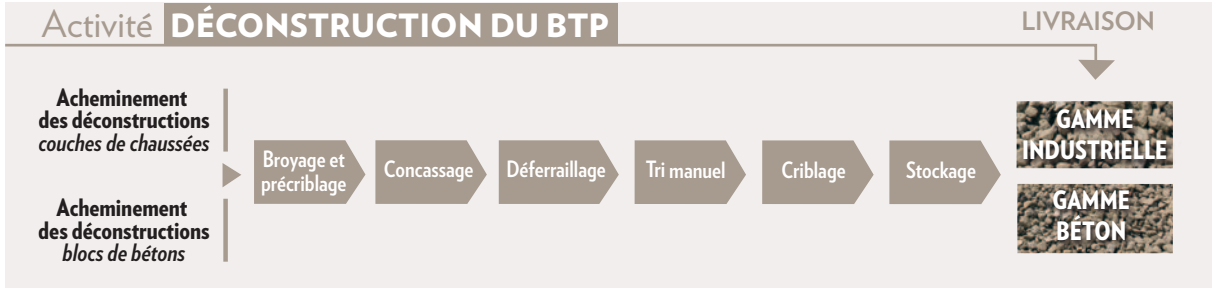 Activité DÉCONSTRUCTION DU BTP
LIVRAISON
Acheminement
des déconstructions
couches de chaussées
Acheminement
des déconstructions
blocs de bétons
Broyage et
précriblage
Concassage
Déferraillage
Tri manuel
Criblage
Stockage
GAMME
INDUSTRIELLE
GAMME
BÉTON